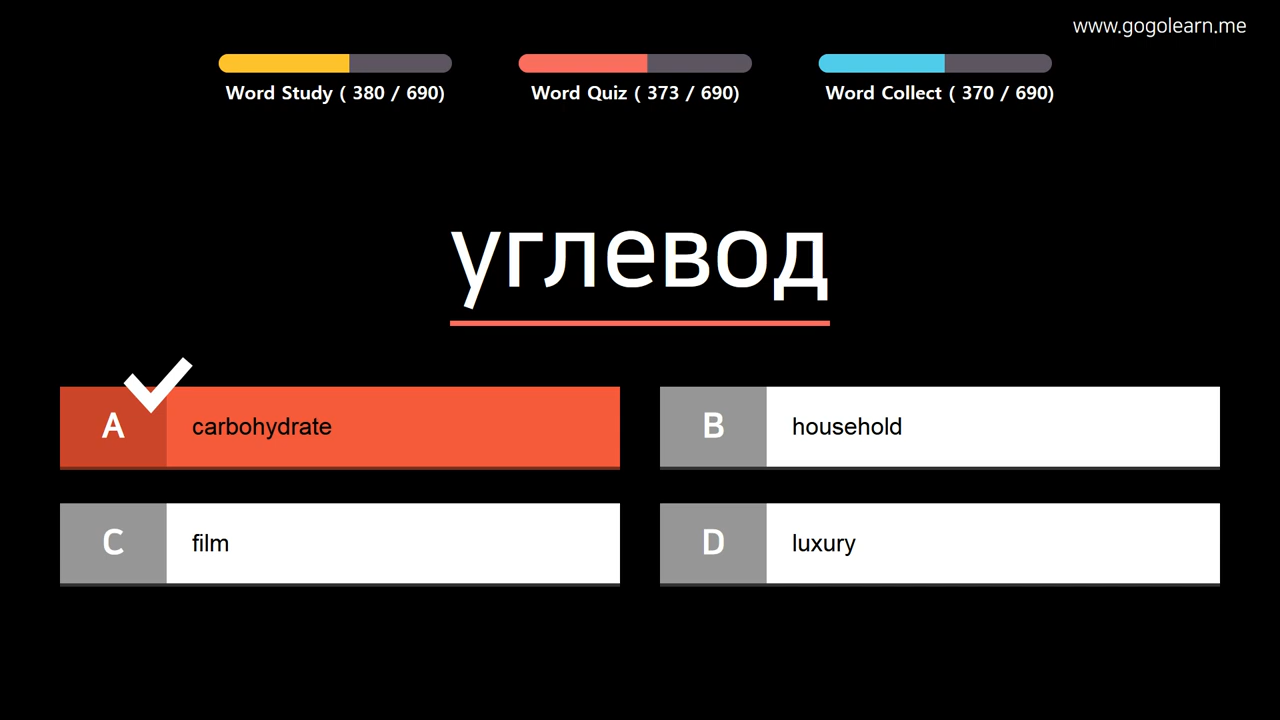 www.gogolearn.me
Word Study ( 380 / 690)
Word Quiz ( 373 / 690)
Word Collect ( 370 / 690)
углевод
A carbohydrate
B household
C film
D luxury